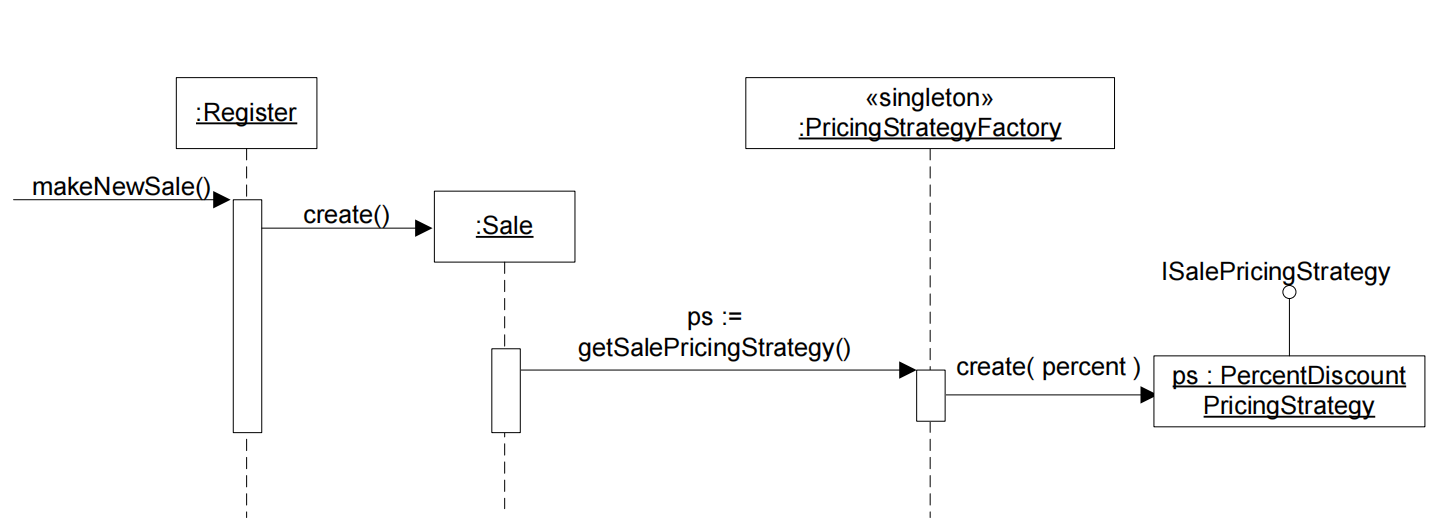 «singleton»
:Register
:PricingStrategyFactory
makeNewSale()
create()
:Sale
ISalePricingStrategy
ps :=
getSalePricingStrategy()
create( percent )
ps : PercentDiscount
PricingStrategy